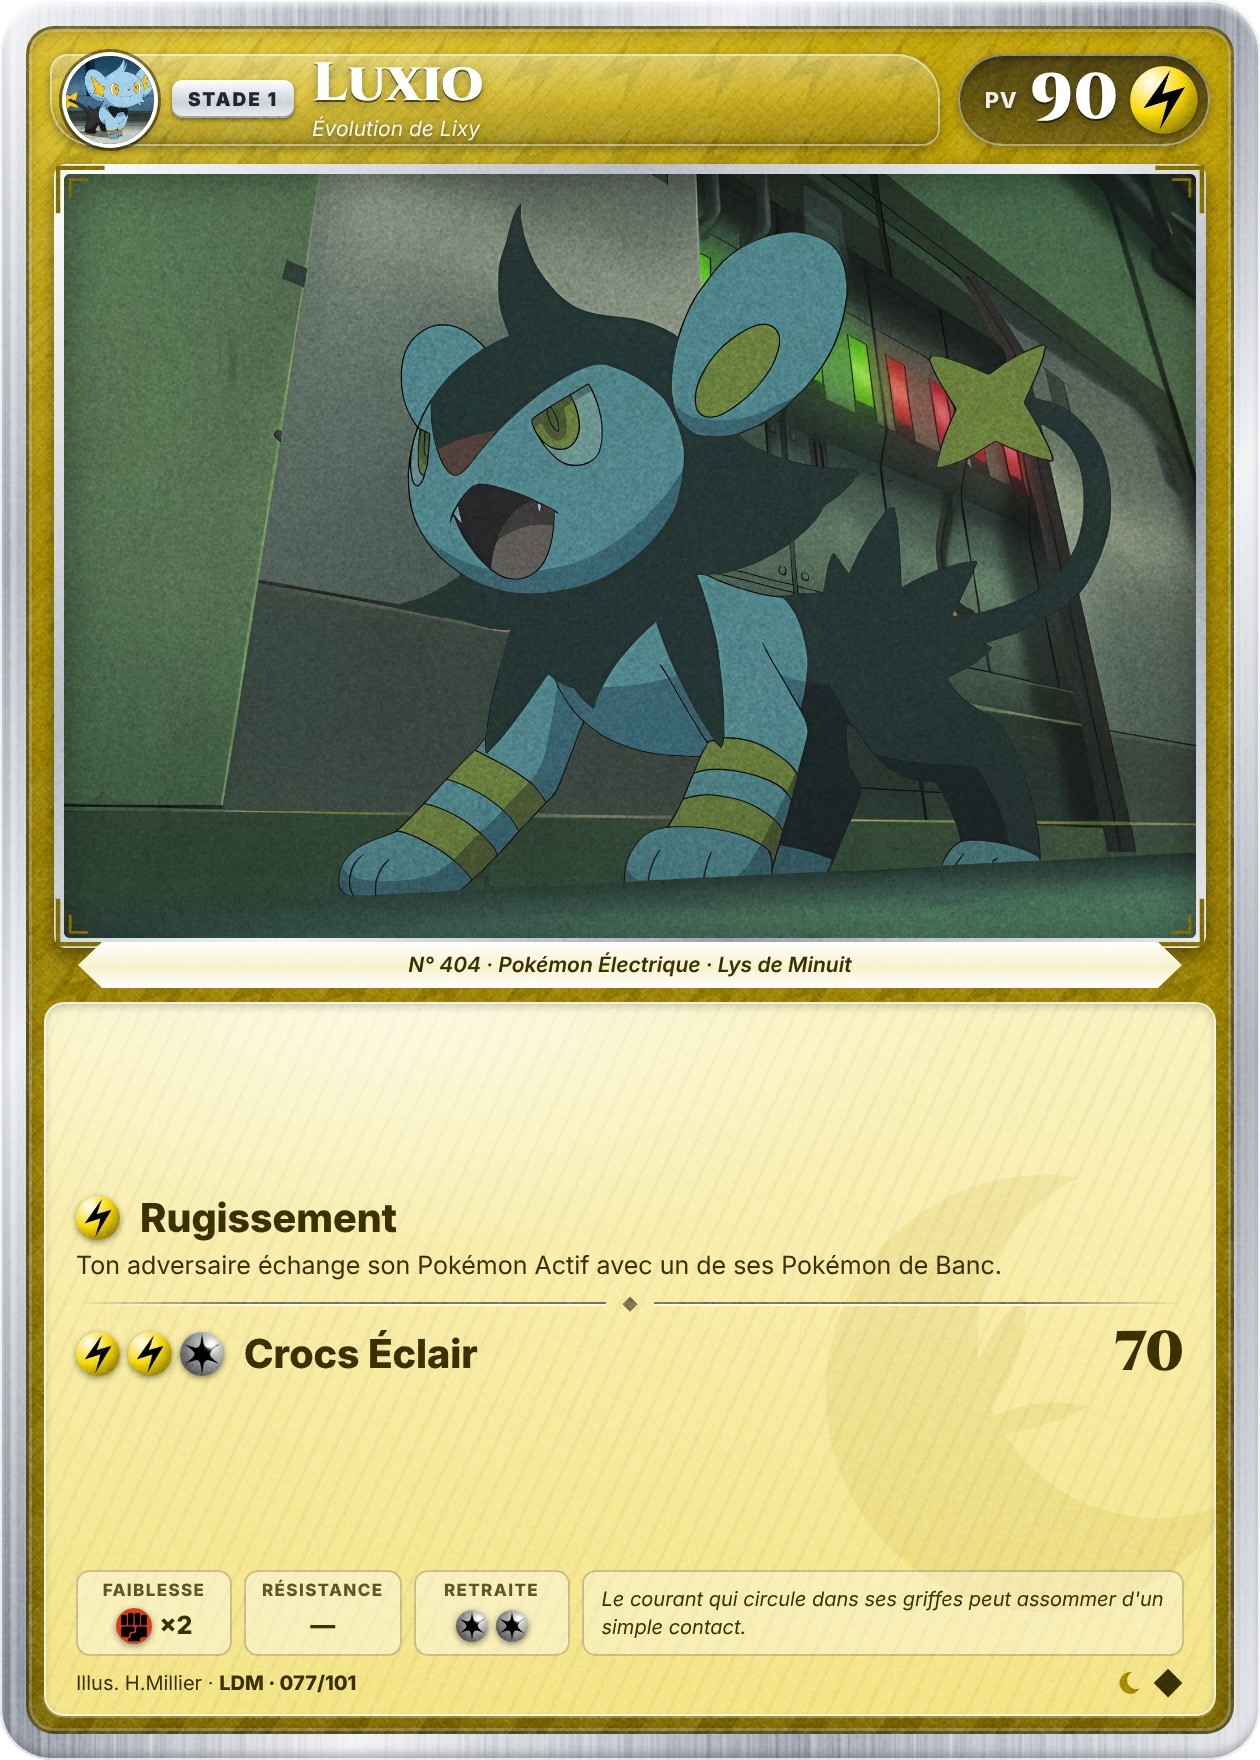 STADE 1
LUXIO
Évolution de Lixy
PV 90
N° 404 · Pokémon Électrique · Lys de Minuit
Rugissement
Ton adversaire échange son Pokémon Actif avec un de ses Pokémon de Banc.
Crocs Éclair 70
FAIBLESSE
×2
RÉSISTANCE
—
RETRAITE
Le courant qui circule dans ses griffes peut assommer d'un
simple contact.
Illus. H.Millier · LDM · 077/101